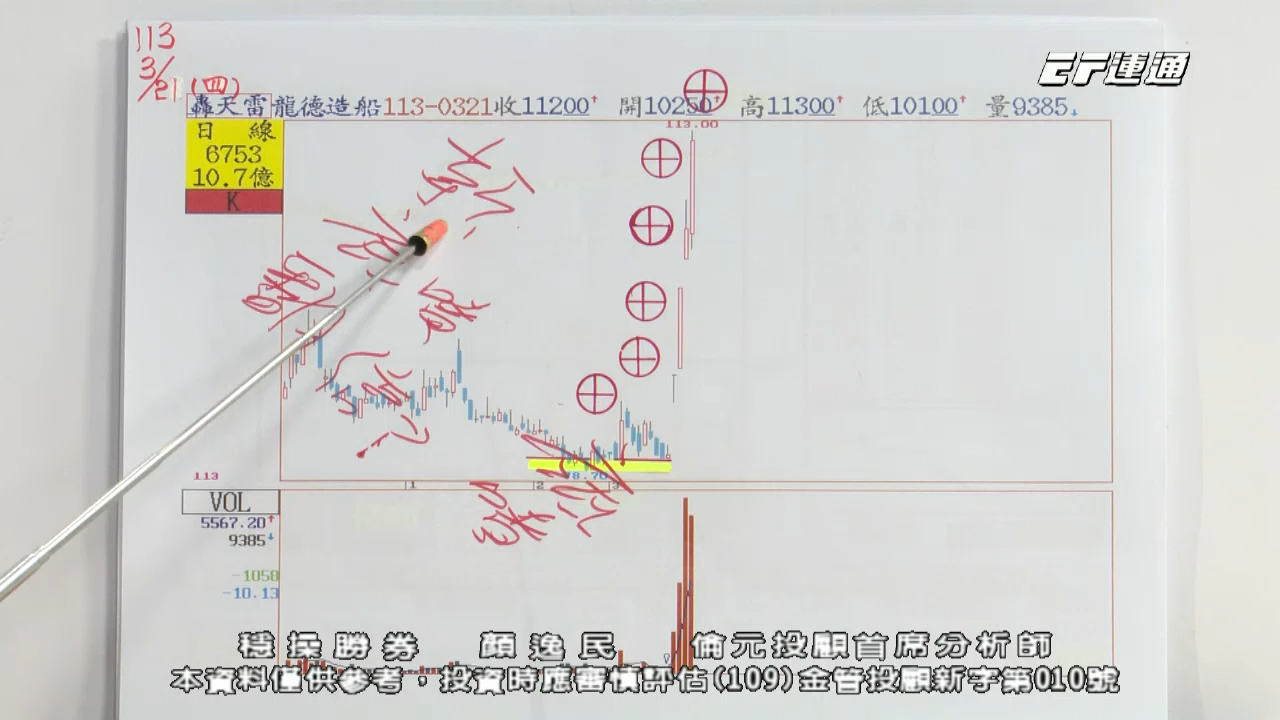 113
3/21(四)
EF運通
轟天雷龍德造船113-0321收11200↑ 開10250↑ 高11300↑ 低10100↑ 量9385↓
113.00
日 線
6753
10.7億
K
78.70
113
1 2 3
VOL
5567.20↑
9385↓
-1058
-10.13
穩操勝券 顏逸民 倫元投顧首席分析師
本資料僅供參考，投資時應審慎評估(109)金管投顧新字第010號